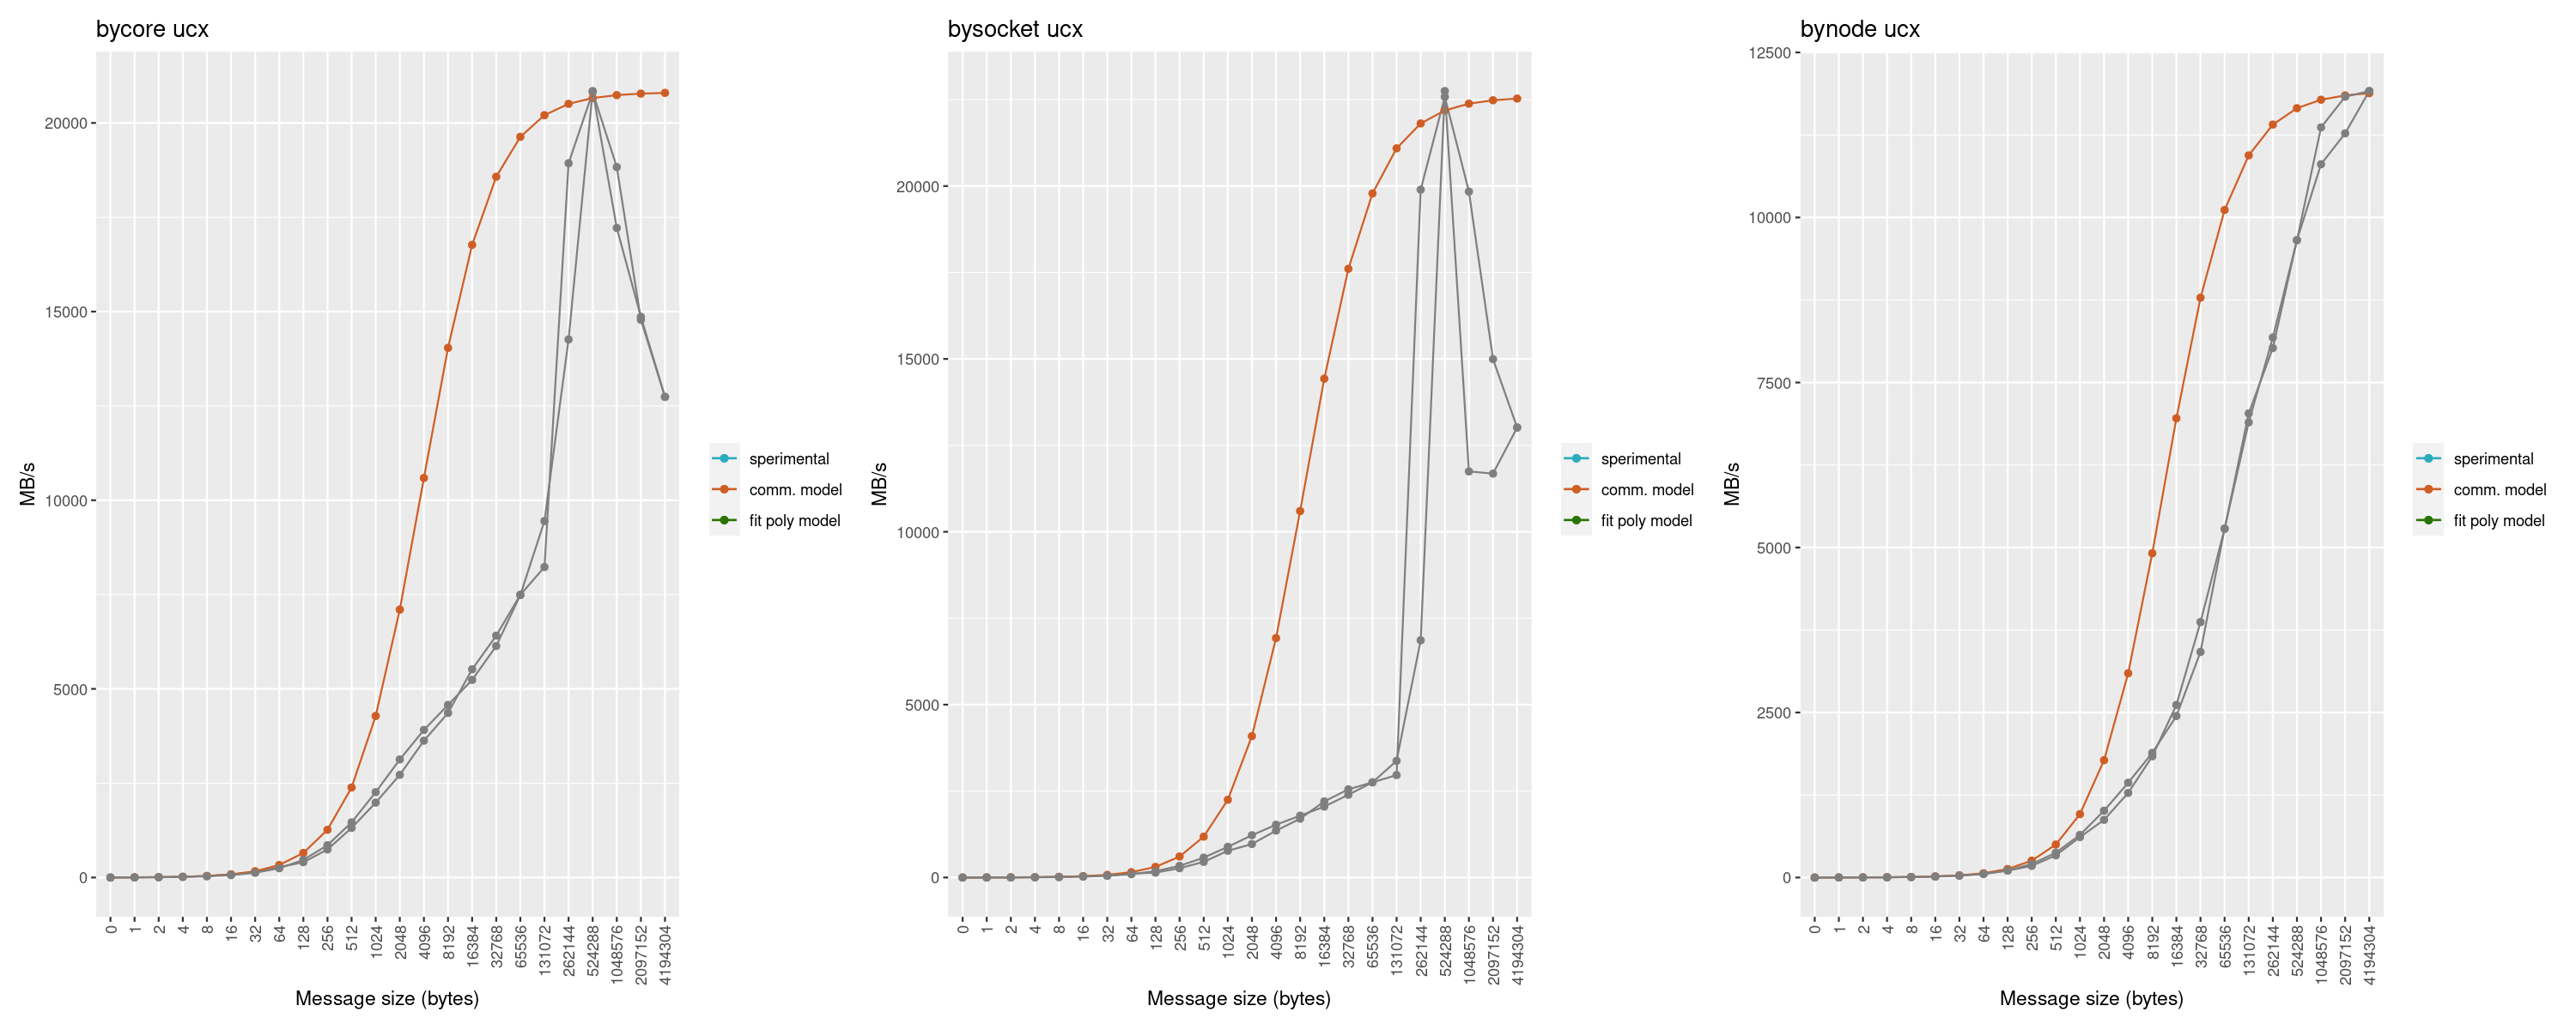 bycore ucx
MB/s
20000
15000
10000
5000
0
0 1 2 4 8 16 32 64 128 256 512 1024 2048 4096 8192 16384 32768 65536 131072 262144 524288 1048576 2097152 4194304
Message size (bytes)
sperimental
comm. model
fit poly model
bysocket ucx
MB/s
20000
15000
10000
5000
0
0 1 2 4 8 16 32 64 128 256 512 1024 2048 4096 8192 16384 32768 65536 131072 262144 524288 1048576 2097152 4194304
Message size (bytes)
sperimental
comm. model
fit poly model
bynode ucx
MB/s
12500
10000
7500
5000
2500
0
0 1 2 4 8 16 32 64 128 256 512 1024 2048 4096 8192 16384 32768 65536 131072 262144 524288 1048576 2097152 4194304
Message size (bytes)
sperimental
comm. model
fit poly model